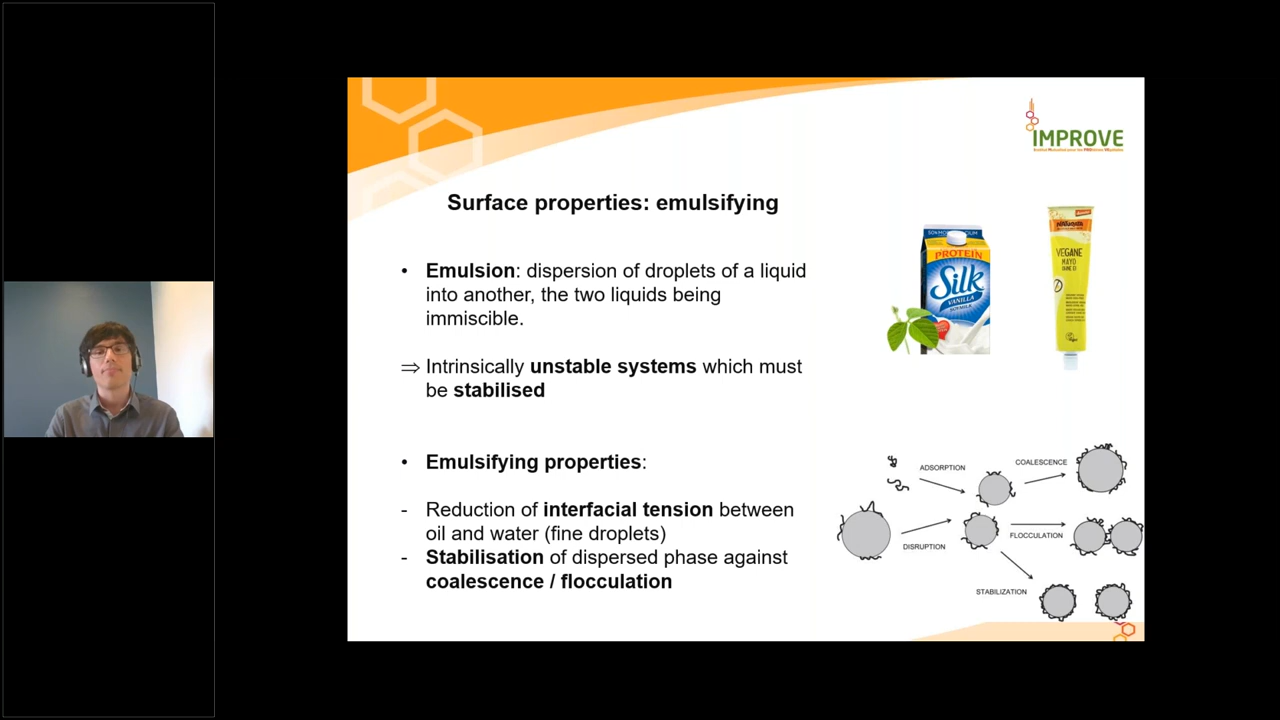 IMPROVE
Surface properties: emulsifying
• Emulsion: dispersion of droplets of a liquid
into another, the two liquids being
immiscible.
⇒ Intrinsically unstable systems which must
be stabilised
• Emulsifying properties:
- Reduction of interfacial tension between
oil and water (fine droplets)
- Stabilisation of dispersed phase against
coalescence / flocculation
PROTEIN
Silk
VANILLA
VEGANE
MAYO
ADSORPTION
COALESCENCE
DISRUPTION
FLOCCULATION
STABILIZATION